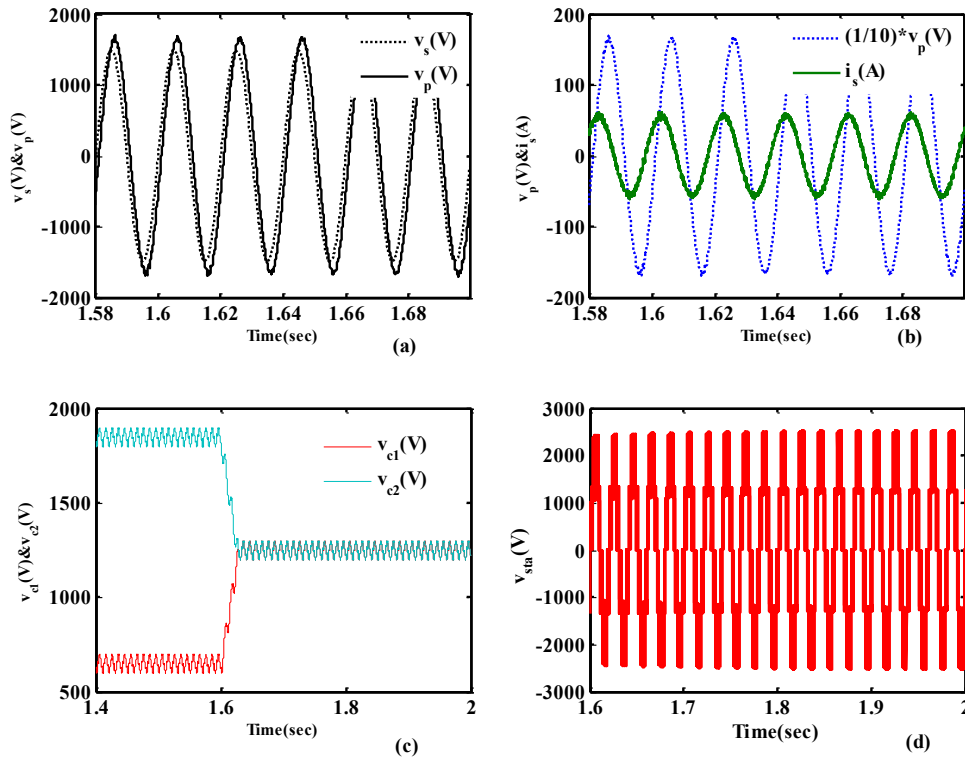 2000
1000
0
-1000
-2000
v_s(V)&v_p(V)
v_s(V)
v_p(V)
1.58 1.6 1.62 1.64 1.66 1.68
Time(sec)
(a)
200
100
0
-100
200
v_p(V)&i_s(A)
(1/10)*v_p(V)
i_s(A)
1.58 1.6 1.62 1.64 1.66 1.68
Time(sec)
(b)
2000
1500
1000
500
v_c1(V)&v_c2(V)
v_c1(V)
v_c2(V)
1.4 1.5 1.6 1.8 2
Time(sec)
(c)
3000
2000
1000
0
-1000
-2000
-3000
v_sta(V)
1.6 1.7 1.8 1.9 2
Time(sec)
(d)